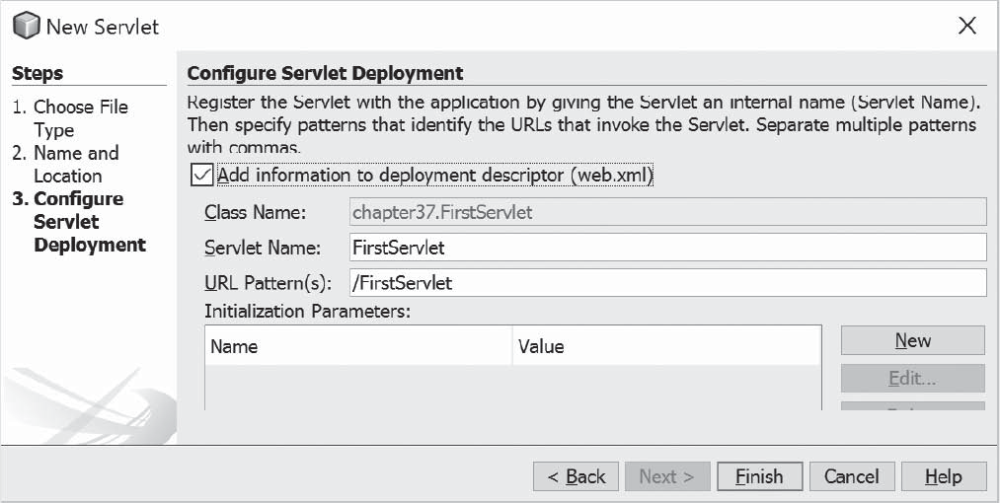 New Servlet
Steps
1. Choose File
Type
2. Name and
Location
3. Configure
Servlet
Deployment
Configure Servlet Deployment
Register the Servlet with the application by giving the Servlet an internal name (Servlet Name).
Then specify patterns that identify the URLs that invoke the Servlet. Separate multiple patterns
with commas.
Add information to deployment descriptor (web.xml)
Class Name: chapter37.FirstServlet
Servlet Name: FirstServlet
URL Pattern(s): /FirstServlet
Initialization Parameters:
Name Value
New
Edit...
< Back Next > Finish Cancel Help